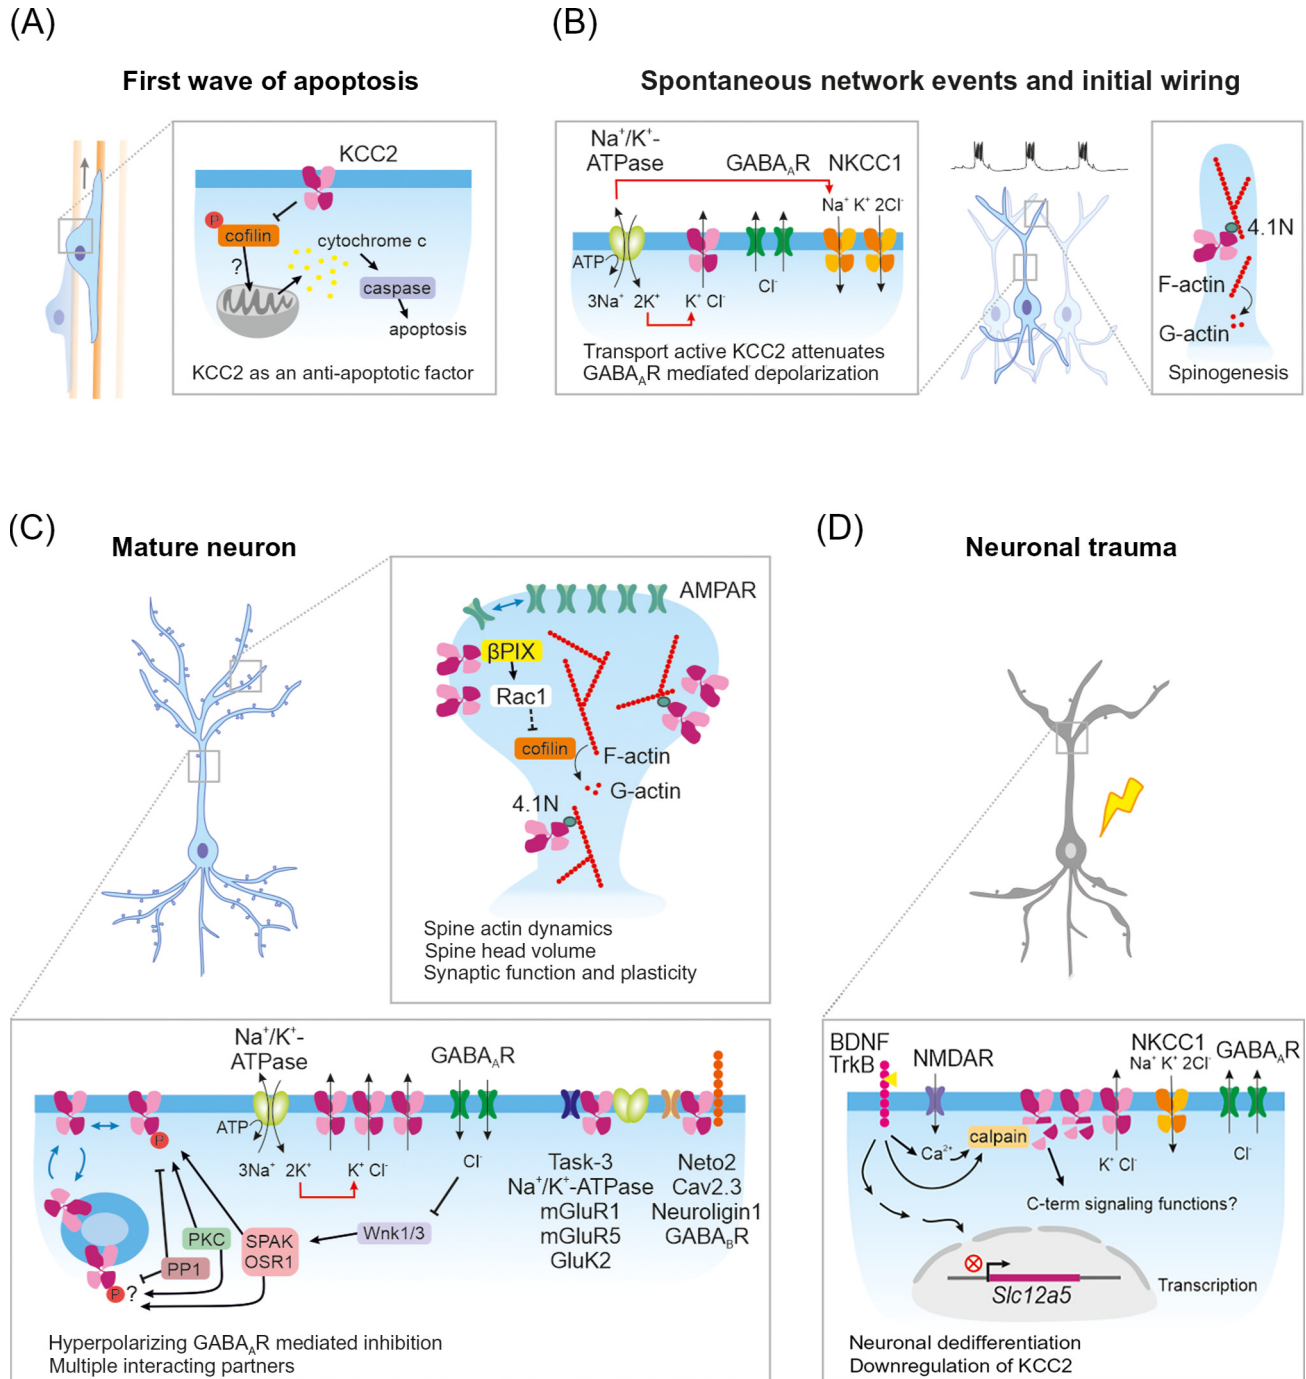 (A)
First wave of apoptosis
KCC2
P
cofilin
?
cytochrome c
caspase
apoptosis
KCC2 as an anti-apoptotic factor
(B)
Spontaneous network events and initial wiring
Na⁺/K⁺-
ATPase
GABA_AR
NKCC1
Na⁺ K⁺ 2Cl⁻
ATP
3Na⁺ 2K⁺
K⁺ Cl⁻
Cl⁻
Transport active KCC2 attenuates
GABA_AR mediated depolarization
4.1N
F-actin
G-actin
Spinogenesis
(C)
Mature neuron
AMPAR
βPIX
Rac1
cofilin
F-actin
G-actin
4.1N
Spine actin dynamics
Spine head volume
Synaptic function and plasticity
Na⁺/K⁺-
ATPase
GABA_AR
P
ATP
3Na⁺ 2K⁺
K⁺ Cl⁻
Cl⁻
Wnk1/3
SPAK
OSR1
PKC
PP1
P ?
Task-3
Na⁺/K⁺-ATPase
mGluR1
mGluR5
GluK2
Neto2
Cav2.3
Neuroligin1
GABA_BR
Hyperpolarizing GABA_AR mediated inhibition
Multiple interacting partners
(D)
Neuronal trauma
BDNF
TrkB
NMDAR
NKCC1
Na⁺ K⁺ 2Cl⁻
GABA_AR
Ca²⁺
calpain
K⁺ Cl⁻
Cl⁻
C-term signaling functions?
Slc12a5
Transcription
Neuronal dedifferentiation
Downregulation of KCC2